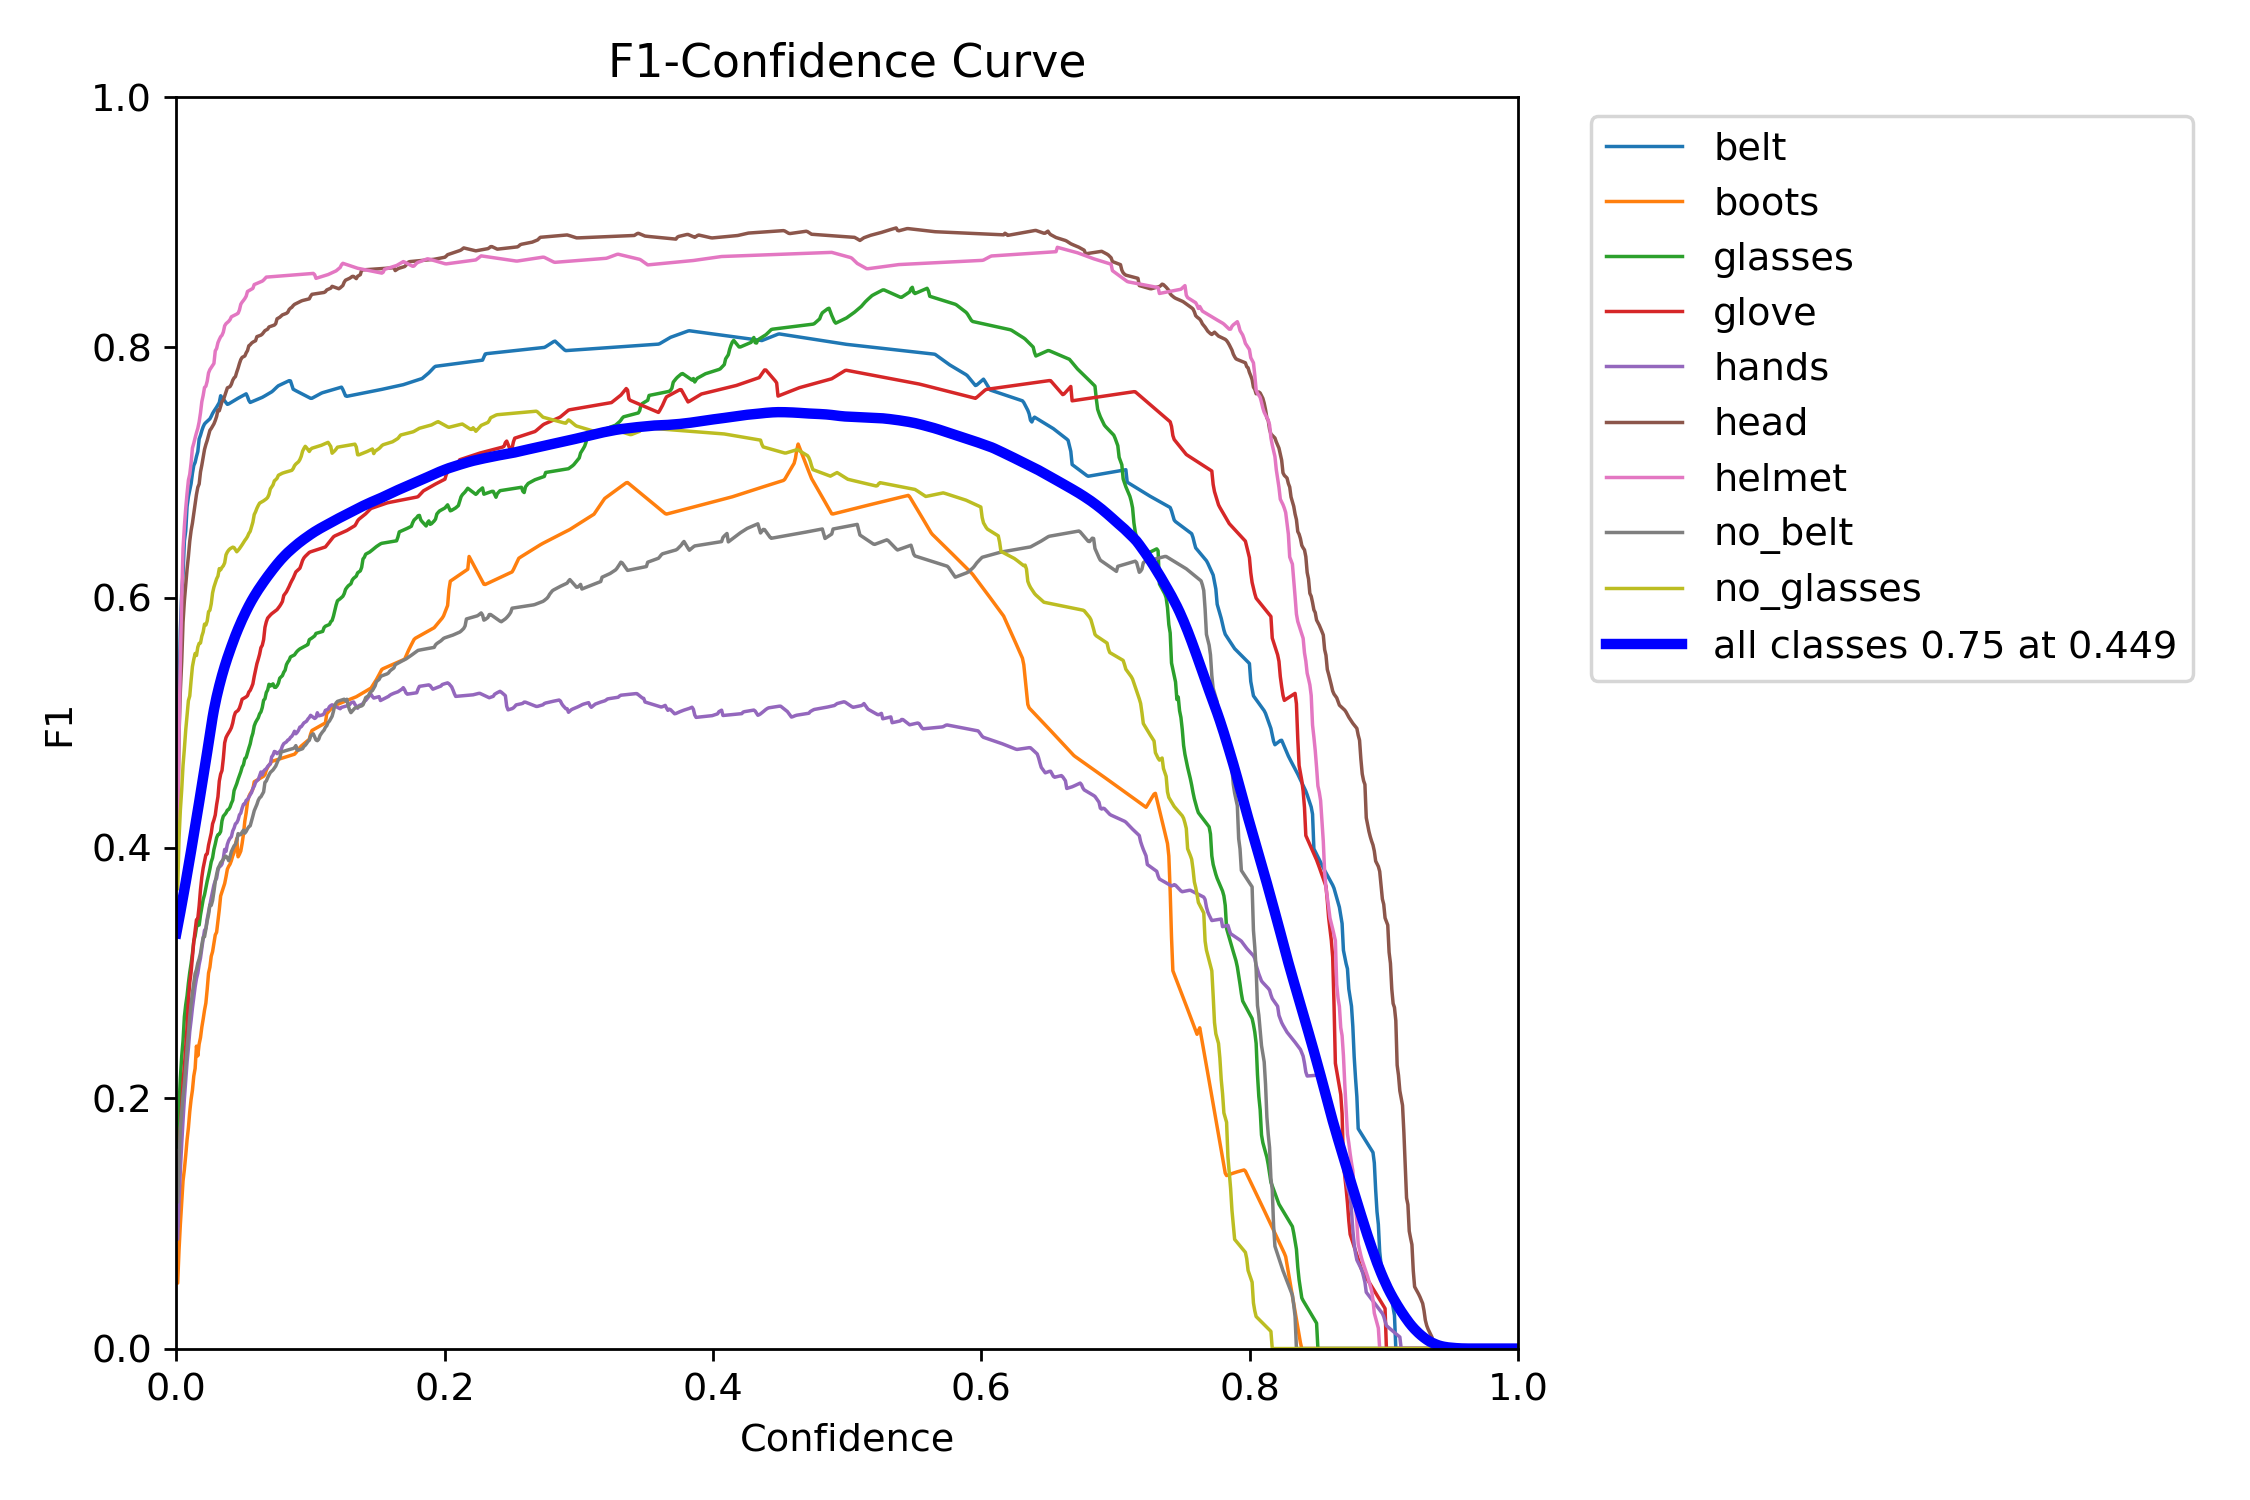 F1-Confidence Curve
1.0
0.8
0.6
0.4
0.2
0.0
F1
0.0 0.2 0.4 0.6 0.8 1.0
Confidence
belt
boots
glasses
glove
hands
head
helmet
no_belt
no_glasses
all classes 0.75 at 0.449